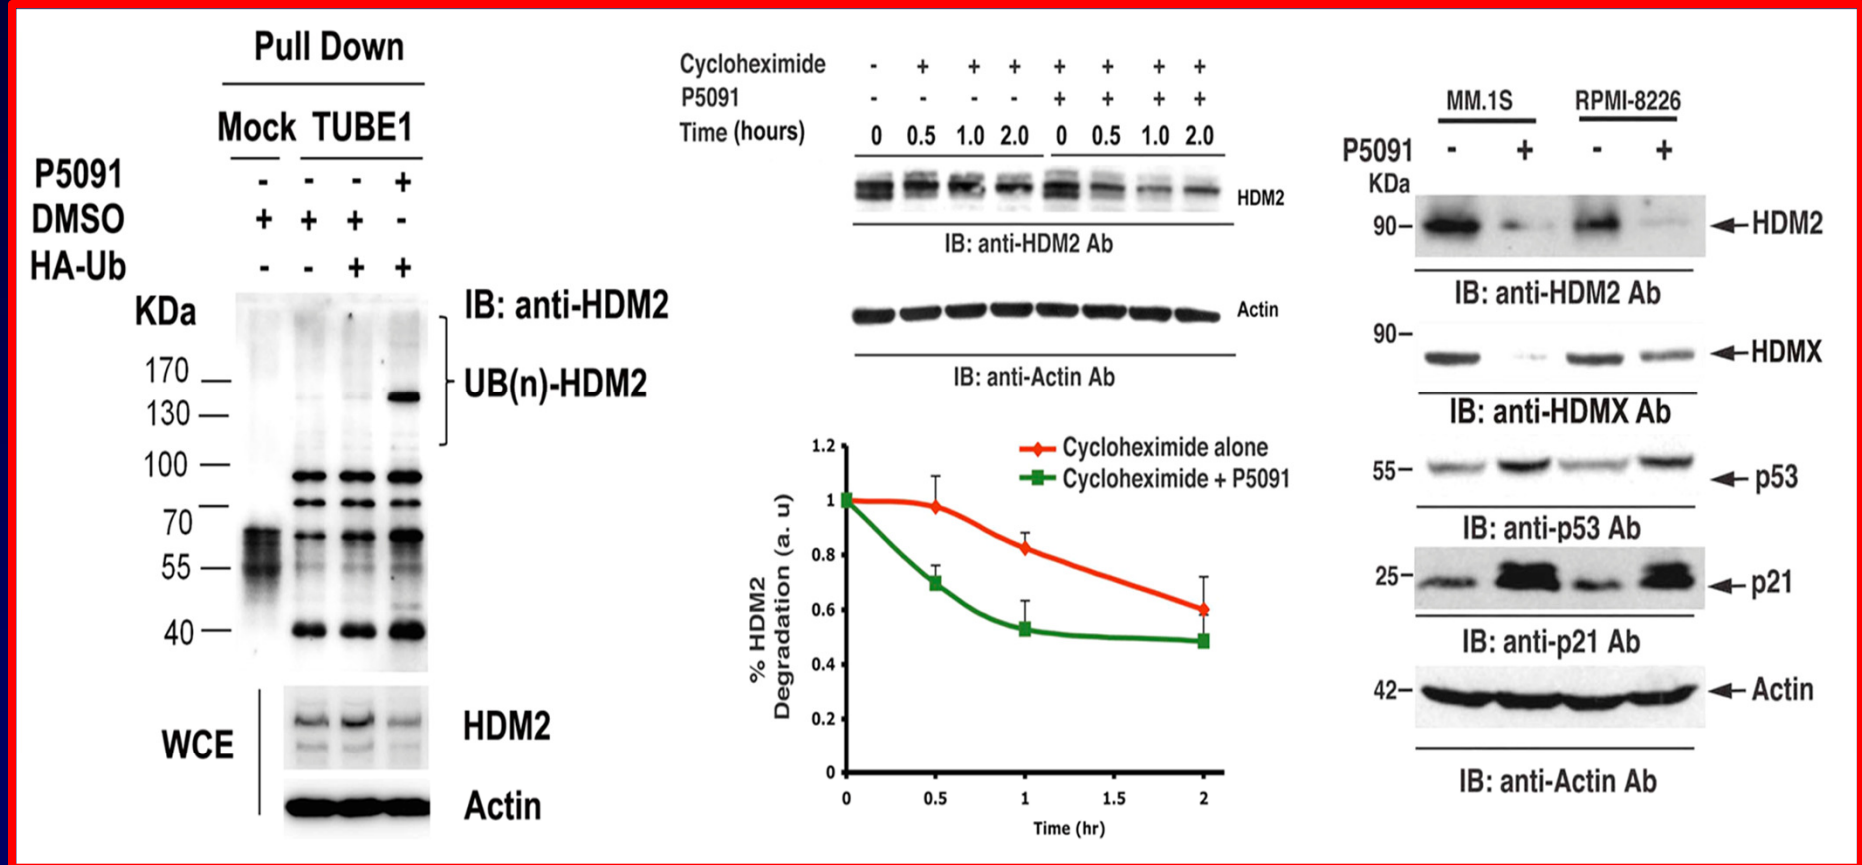 Pull Down
Mock TUBE1
P5091 - - - +
DMSO + + + -
HA-Ub - - + +
KDa
170
130
100
70
55
40
IB: anti-HDM2
UB(n)-HDM2
WCE
HDM2
Actin
Cycloheximide - + + + + + + +
P5091 - - - - + + + +
Time (hours) 0 0.5 1.0 2.0 0 0.5 1.0 2.0
HDM2
IB: anti-HDM2 Ab
Actin
IB: anti-Actin Ab
Cycloheximide alone
Cycloheximide + P5091
% HDM2
Degradation (a. u)
1.2
1
0.8
0.6
0.4
0.2
0
0 0.5 1 1.5 2
Time (hr)
MM.1S RPMI-8226
P5091 - + - +
KDa
90 HDM2
IB: anti-HDM2 Ab
90
HDMX
IB: anti-HDMX Ab
55 p53
IB: anti-p53 Ab
25 p21
IB: anti-p21 Ab
42 Actin
IB: anti-Actin Ab